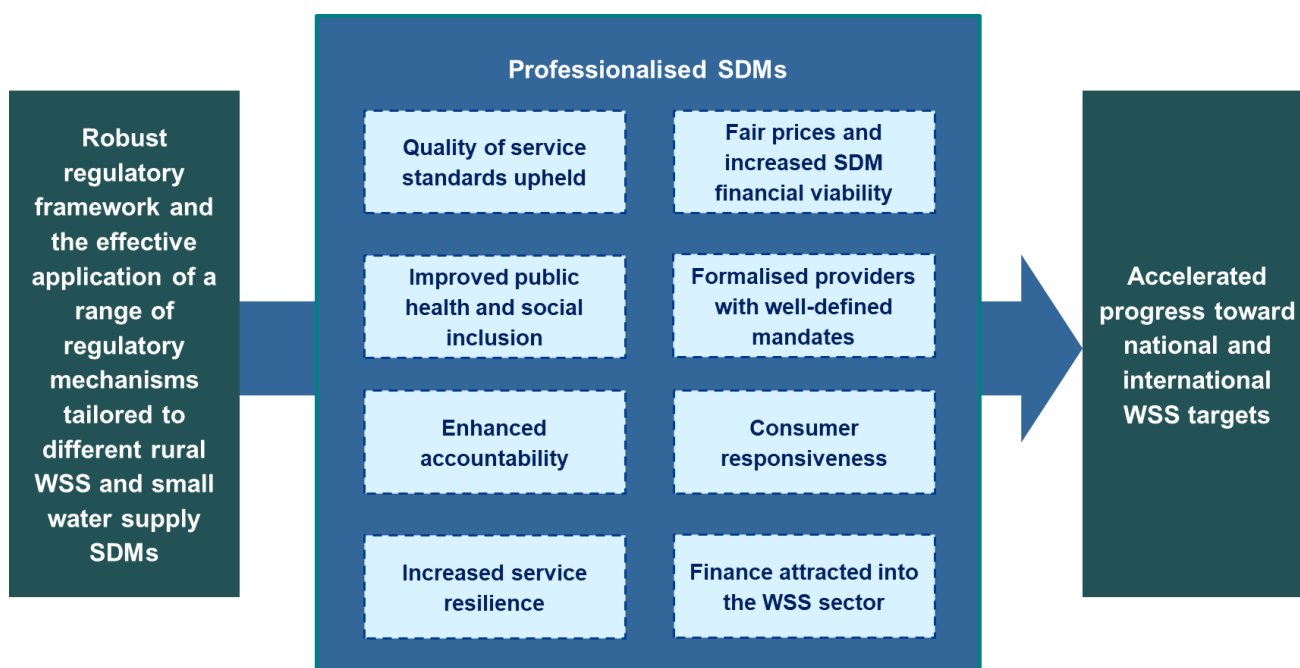 Robust
regulatory
framework and
the effective
application of a
range of
regulatory
mechanisms
tailored to
different rural
WSS and small
water supply
SDMs
Professionalised SDMs
Quality of service
standards upheld
Fair prices and
increased SDM
financial viability
Improved public
health and social
inclusion
Formalised providers
with well-defined
mandates
Enhanced
accountability
Consumer
responsiveness
Increased service
resilience
Finance attracted into
the WSS sector
Accelerated
progress toward
national and
international
WSS targets